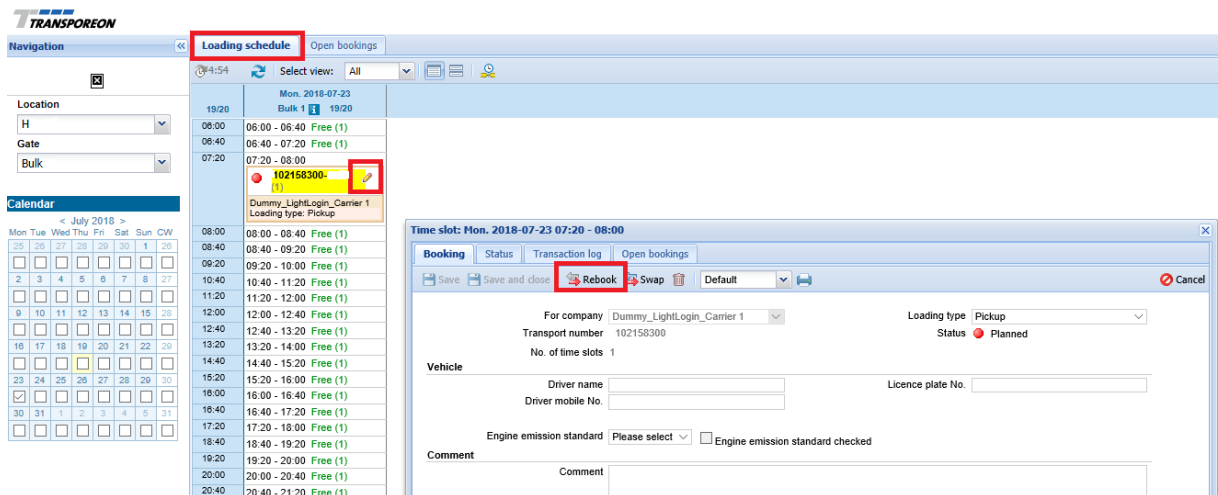 TRANSPOREON
Navigation
Location
H
Gate
Bulk
Calendar
< July 2018 >
Mon Tue Wed Thu Fri Sat Sun CW
25 26 27 28 29 30 1 26
2 3 4 5 6 7 8 27
9 10 11 12 13 14 15 28
16 17 18 19 20 21 22 29
23 24 25 26 27 28 29 30
30 31 1 2 3 4 5 31
Loading schedule Open bookings
4:54 Select view: All
Mon. 2018-07-23
19/20 Bulk 1 i 19/20
06:00 06:00 - 06:40 Free (1)
06:40 06:40 - 07:20 Free (1)
07:20 07:20 - 08:00
102158300-
(1)
Dummy_LightLogin_Carrier 1
Loading type: Pickup
08:00 08:00 - 08:40 Free (1)
08:40 08:40 - 09:20 Free (1)
09:20 09:20 - 10:00 Free (1)
10:40 10:40 - 11:20 Free (1)
11:20 11:20 - 12:00 Free (1)
12:00 12:00 - 12:40 Free (1)
12:40 12:40 - 13:20 Free (1)
13:20 13:20 - 14:00 Free (1)
14:40 14:40 - 15:20 Free (1)
15:20 15:20 - 16:00 Free (1)
16:00 16:00 - 16:40 Free (1)
16:40 16:40 - 17:20 Free (1)
17:20 17:20 - 18:00 Free (1)
18:40 18:40 - 19:20 Free (1)
19:20 19:20 - 20:00 Free (1)
20:00 20:00 - 20:40 Free (1)
20:40 20:40 - 21:20 Free (1)
Time slot: Mon. 2018-07-23 07:20 - 08:00
Booking Status Transaction log Open bookings
Save Save and close Rebook Swap Default Cancel
For company Dummy_LightLogin_Carrier 1 Loading type Pickup
Transport number 102158300 Status Planned
No. of time slots 1
Vehicle
Driver name Licence plate No.
Driver mobile No.
Engine emission standard Please select Engine emission standard checked
Comment
Comment